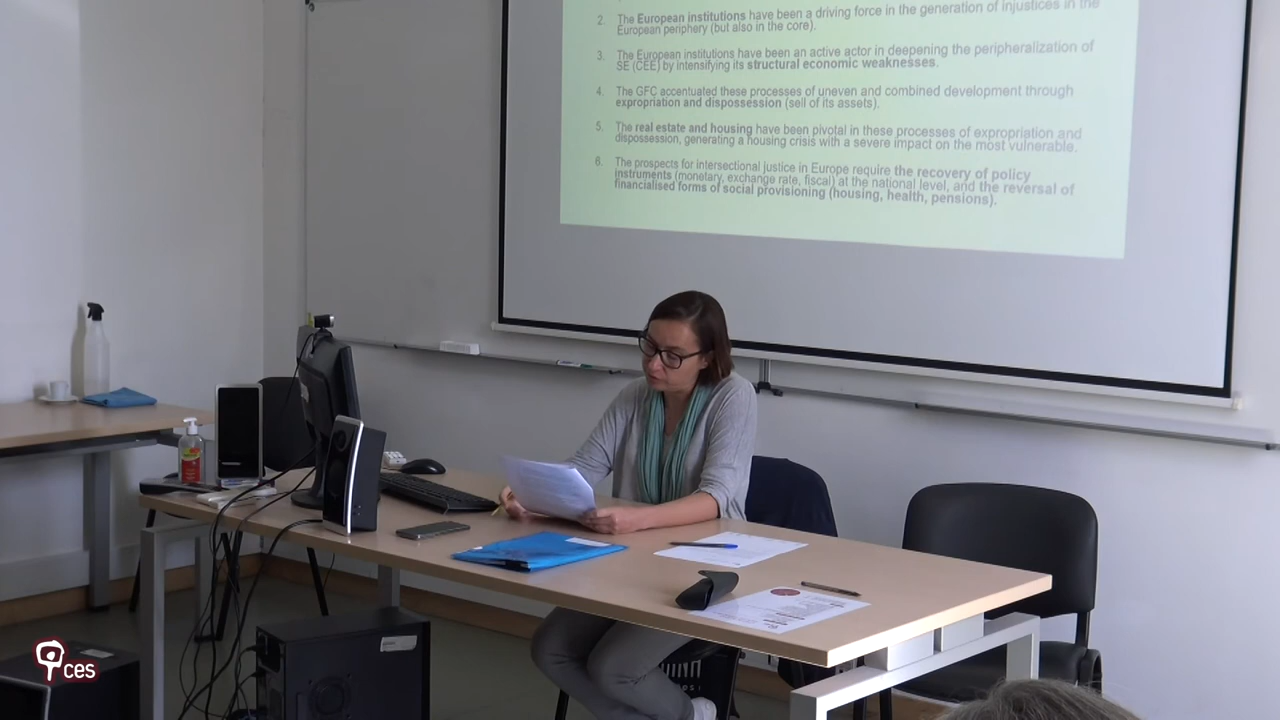 2. The European institutions have been a driving force in the generation of injustices in the
European periphery (but also in the core).
3. The European institutions have been an active actor in deepening the peripheralization of
SE (CEE) by intensifying its structural economic weaknesses.
4. The GFC accentuated these processes of uneven and combined development through
expropriation and dispossession (sell of its assets).
5. The real estate and housing have been pivotal in these processes of expropriation and
dispossession, generating a housing crisis with a severe impact on the most vulnerable.
6. The prospects for intersectional justice in Europe require the recovery of policy
instruments (monetary, exchange rate, fiscal) at the national level, and the reversal of
financialised forms of social provisioning (housing, health, pensions).
ces